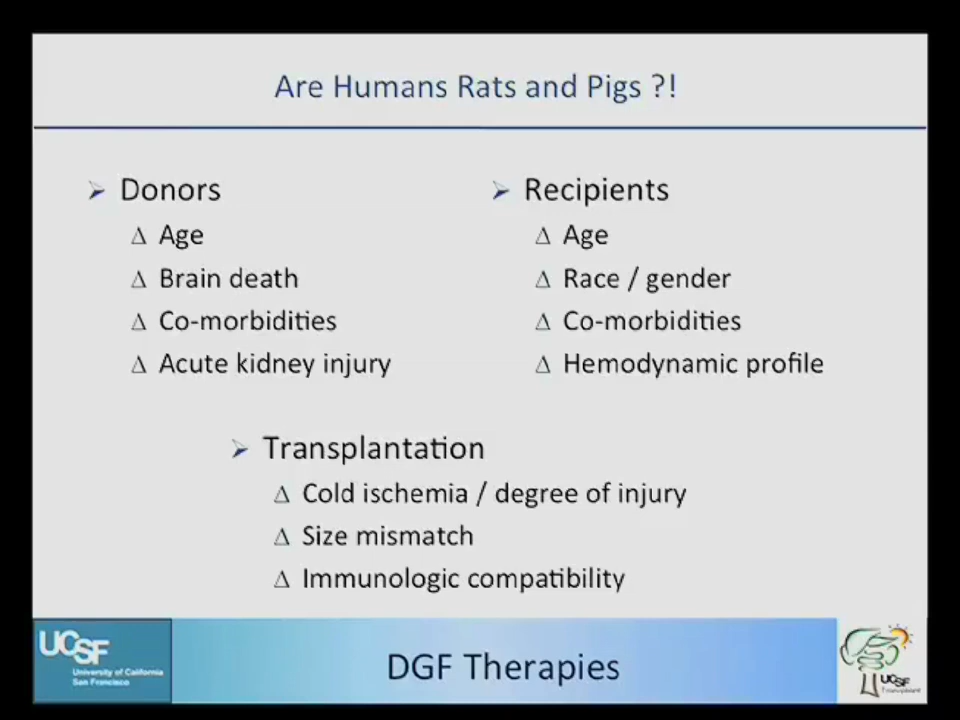 Are Humans Rats and Pigs ?!
➢ Donors
Δ Age
Δ Brain death
Δ Co-morbidities
Δ Acute kidney injury
➢ Recipients
Δ Age
Δ Race / gender
Δ Co-morbidities
Δ Hemodynamic profile
➢ Transplantation
Δ Cold ischemia / degree of injury
Δ Size mismatch
Δ Immunologic compatibility
UCSF
University of California
San Francisco
DGF Therapies
UCSF
Transplant